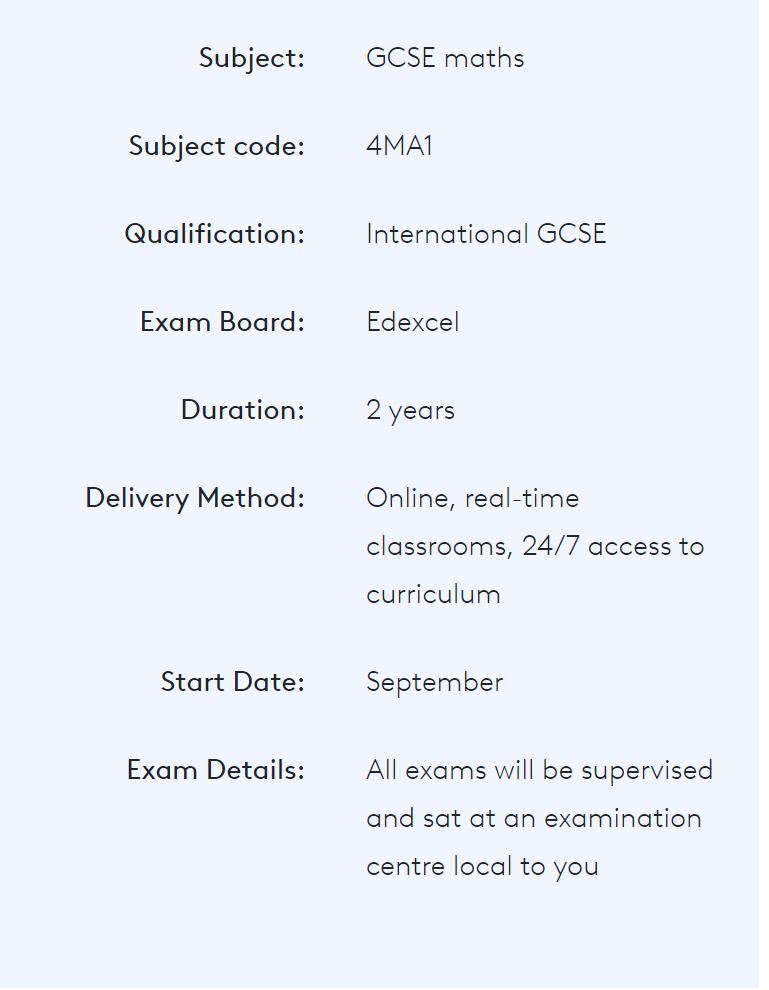 Subject: GCSE maths
Subject code: 4MA1
Qualification: International GCSE
Exam Board: Edexcel
Duration: 2 years
Delivery Method: Online, real-time
classrooms, 24/7 access to
curriculum
Start Date: September
Exam Details: All exams will be supervised
and sat at an examination
centre local to you